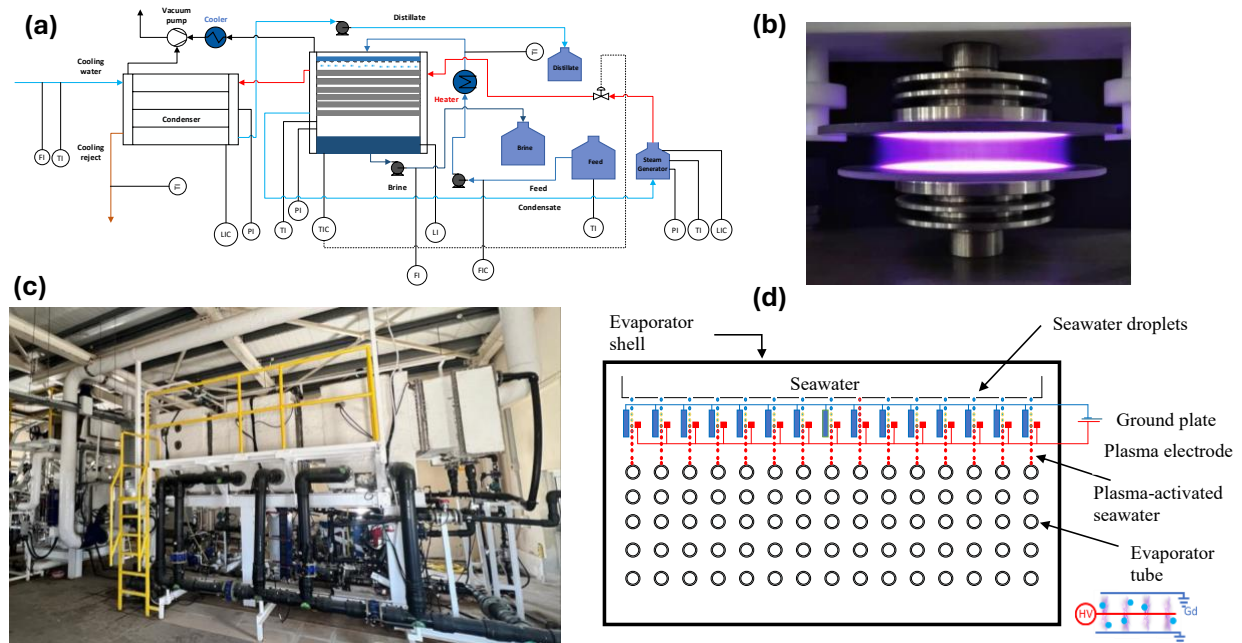 (a)
Vacuum
pump
Cooler
Distillate
Cooling
water
TI
Distillate
Condenser
Heater
Cooling
reject
FI
TI
TI
Brine
Feed
Steam
Generator
Brine
Feed
Condensate
LIC
PI
TI
PI
TIC
LI
TI
PI
TI
LIC
FI
FIC
(b)
(c)
(d)
Evaporator
shell
Seawater droplets
Seawater
Ground plate
Plasma electrode
Plasma-activated
seawater
Evaporator
tube
HV
Gd